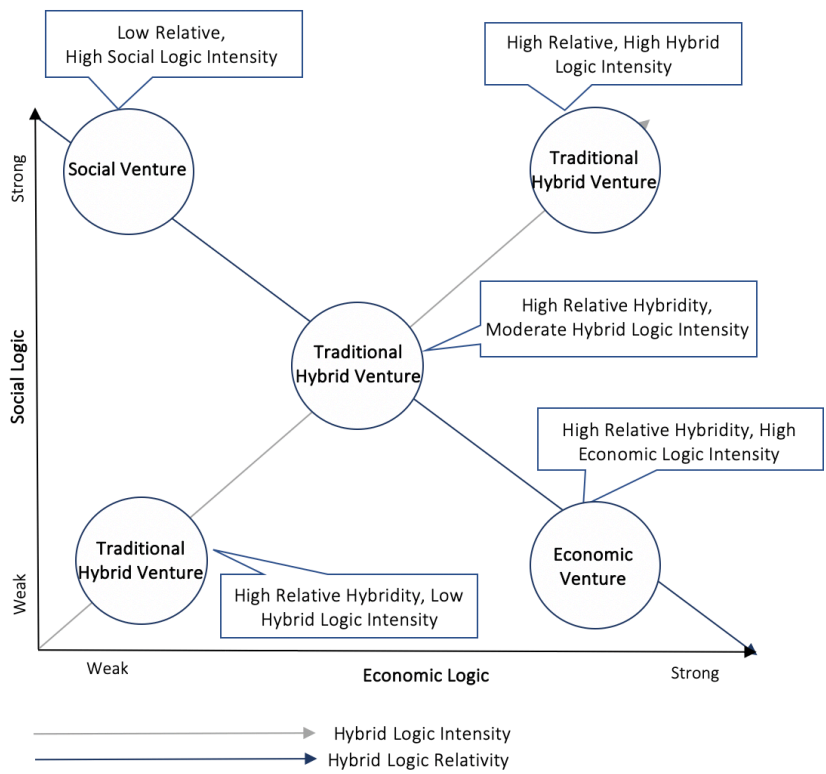 Low Relative,
High Social Logic Intensity
High Relative, High Hybrid
Logic Intensity
Strong
Social Venture
Traditional
Hybrid Venture
High Relative Hybridity,
Moderate Hybrid Logic Intensity
Traditional
Hybrid Venture
Social Logic
High Relative Hybridity, High
Economic Logic Intensity
Traditional
Hybrid Venture
Economic
Venture
High Relative Hybridity, Low
Hybrid Logic Intensity
Weak
Weak
Economic Logic
Strong
Hybrid Logic Intensity
Hybrid Logic Relativity